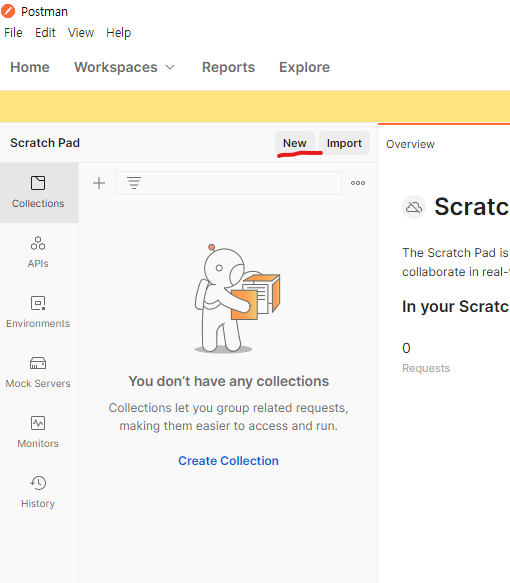 Postman
File Edit View Help
Home Workspaces Reports Explore
Scratch Pad New Import
Overview
Collections
APIs
Environments
Mock Servers
Monitors
History
You don't have any collections
Collections let you group related requests,
making them easier to access and run.
Create Collection
Scratc
The Scratch Pad is
collaborate in real-
In your Scratc
0
Requests